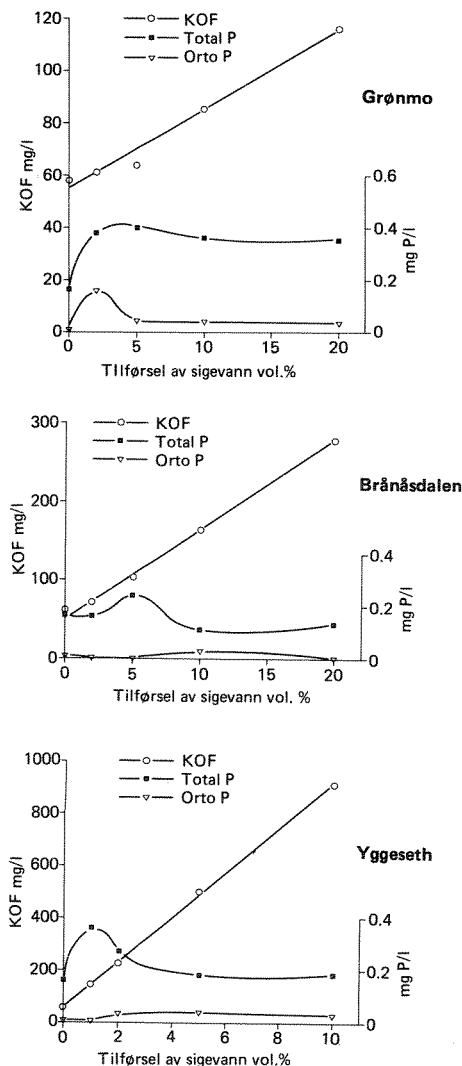 120
KOF
Total P
Orto P
100
Grønmo
80
KOF mg/l
60
0.6
40
0.4
mg P/l
20
0.2
0
0
0 5 10 15 20
Tilførsel av sigevann vol.%
300
KOF
Total P
Orto P
Brånåsdalen
200
KOF mg/l
0.4
100
0.2
mg P/l
0
0
0 5 10 15 20
Tilførsel av sigevann vol. %
1000
KOF
Total P
Orto P
800
Yggeseth
600
KOF mg/l
400
0.4
200
0.2
mg P/l
0
0
0 2 4 6 8 10
Tilførsel av sigevann vol.%